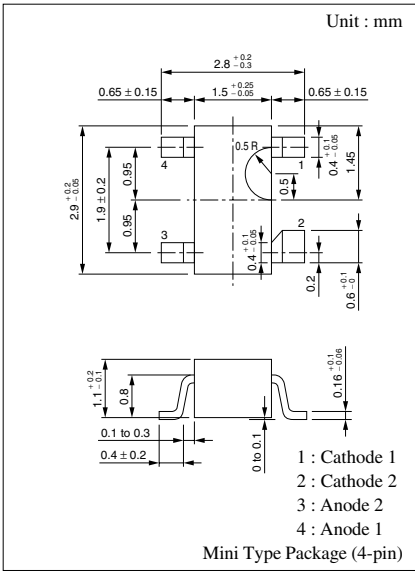 Unit : mm
2.8 +0.2 −0.3
0.65 ± 0.15
1.5 +0.25 −0.05
0.65 ± 0.15
4
0.5 R
1
0.4 +0.1 −0.05
1.45
2.9 +0.2 −0.05
1.9 ± 0.2
0.95
0.95
0.5
3
2
0.4 +0.1 −0.05
0.2
0.6 +0.1 −0
1.1 +0.2 −0.1
0.8
0.16 +0.1 −0.06
0.1 to 0.3
0.4 ± 0.2
0 to 0.1
1 : Cathode 1
2 : Cathode 2
3 : Anode 2
4 : Anode 1
Mini Type Package (4-pin)